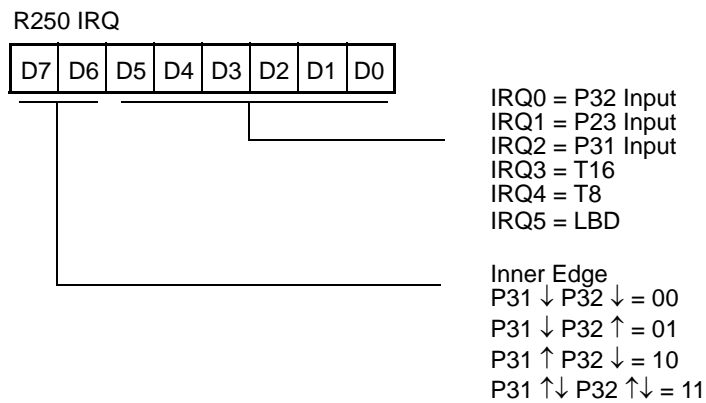 R250 IRQ
D7 D6 D5 D4 D3 D2 D1 D0
IRQ0 = P32 Input
IRQ1 = P23 Input
IRQ2 = P31 Input
IRQ3 = T16
IRQ4 = T8
IRQ5 = LBD
Inner Edge
P31 ↓ P32 ↓ = 00
P31 ↓ P32 ↑ = 01
P31 ↑ P32 ↓ = 10
P31 ↑↓ P32 ↑↓ = 11